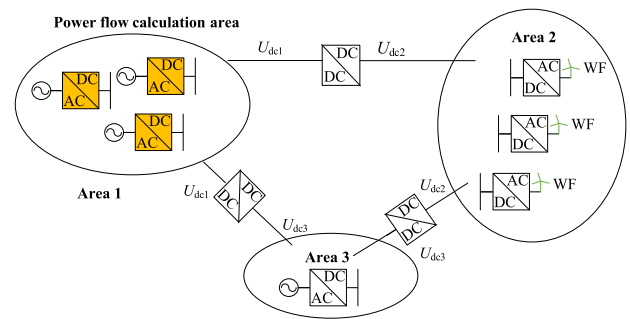 Power flow calculation area
DC
AC
DC
AC
DC
AC
Area 1
Udc1
DC
DC
Udc2
Area 2
AC
DC
WF
AC
DC
WF
AC
DC
WF
Udc1
DC
DC
Udc3
Udc2
DC
DC
Udc3
Area 3
DC
AC